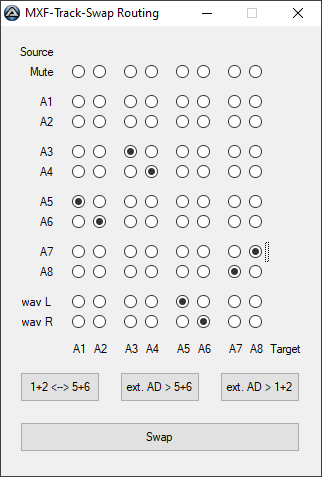 MXF-Track-Swap Routing
Source
Mute
A1
A2
A3
A4
A5
A6
A7
A8
wav L
wav R
A1 A2 A3 A4 A5 A6 A7 A8 Target
1+2 <--> 5+6 ext. AD > 5+6 ext. AD > 1+2
Swap